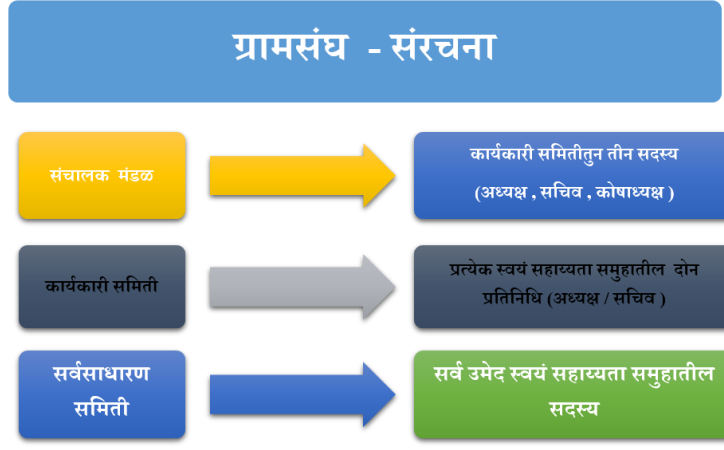 ग्रामसंघ - संरचना
संचालक मंडळ
कार्यकारी समितीतुन तीन सदस्य
(अध्यक्ष , सचिव , कोषाध्यक्ष )
कार्यकारी समिती
प्रत्येक स्वयं सहाय्यता समुहातील दोन
प्रतिनिधि (अध्यक्ष / सचिव )
सर्वसाधारण
समिती
सर्व उमेद स्वयं सहाय्यता समुहातील
सदस्य